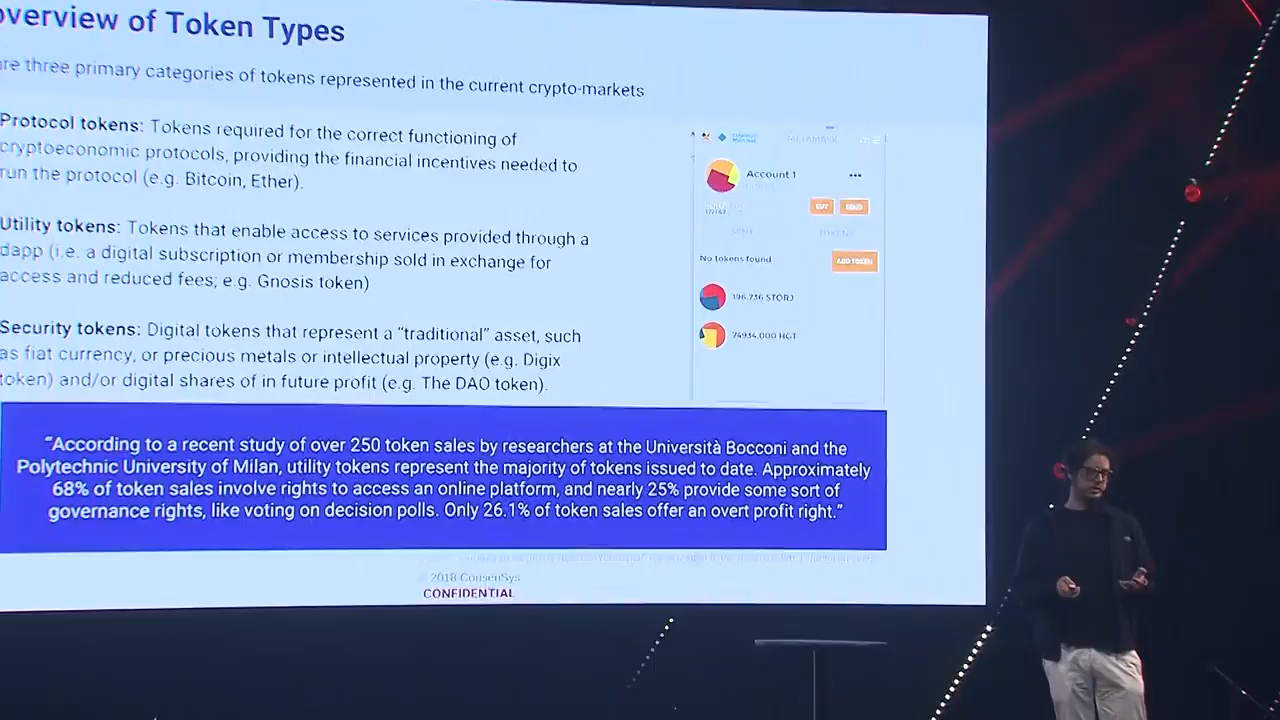 overview of Token Types
are three primary categories of tokens represented in the current crypto-markets
Protocol tokens: Tokens required for the correct functioning of
cryptoeconomic protocols, providing the financial incentives needed to
run the protocol (e.g. Bitcoin, Ether).
Utility tokens: Tokens that enable access to services provided through a
dapp (i.e. a digital subscription or membership sold in exchange for
access and reduced fees; e.g. Gnosis token)
Security tokens: Digital tokens that represent a “traditional” asset, such
as fiat currency, or precious metals or intellectual property (e.g. Digix
token) and/or digital shares of in future profit (e.g. The DAO token).
METAMASK
Account 1
BUY SEND
SENT TOKENS
No tokens found
ADD TOKEN
196.736 STORJ
74934.000 HGT
“According to a recent study of over 250 token sales by researchers at the Università Bocconi and the
Polytechnic University of Milan, utility tokens represent the majority of tokens issued to date. Approximately
68% of token sales involve rights to access an online platform, and nearly 25% provide some sort of
governance rights, like voting on decision polls. Only 26.1% of token sales offer an overt profit right.”
© 2018 ConsenSys
CONFIDENTIAL